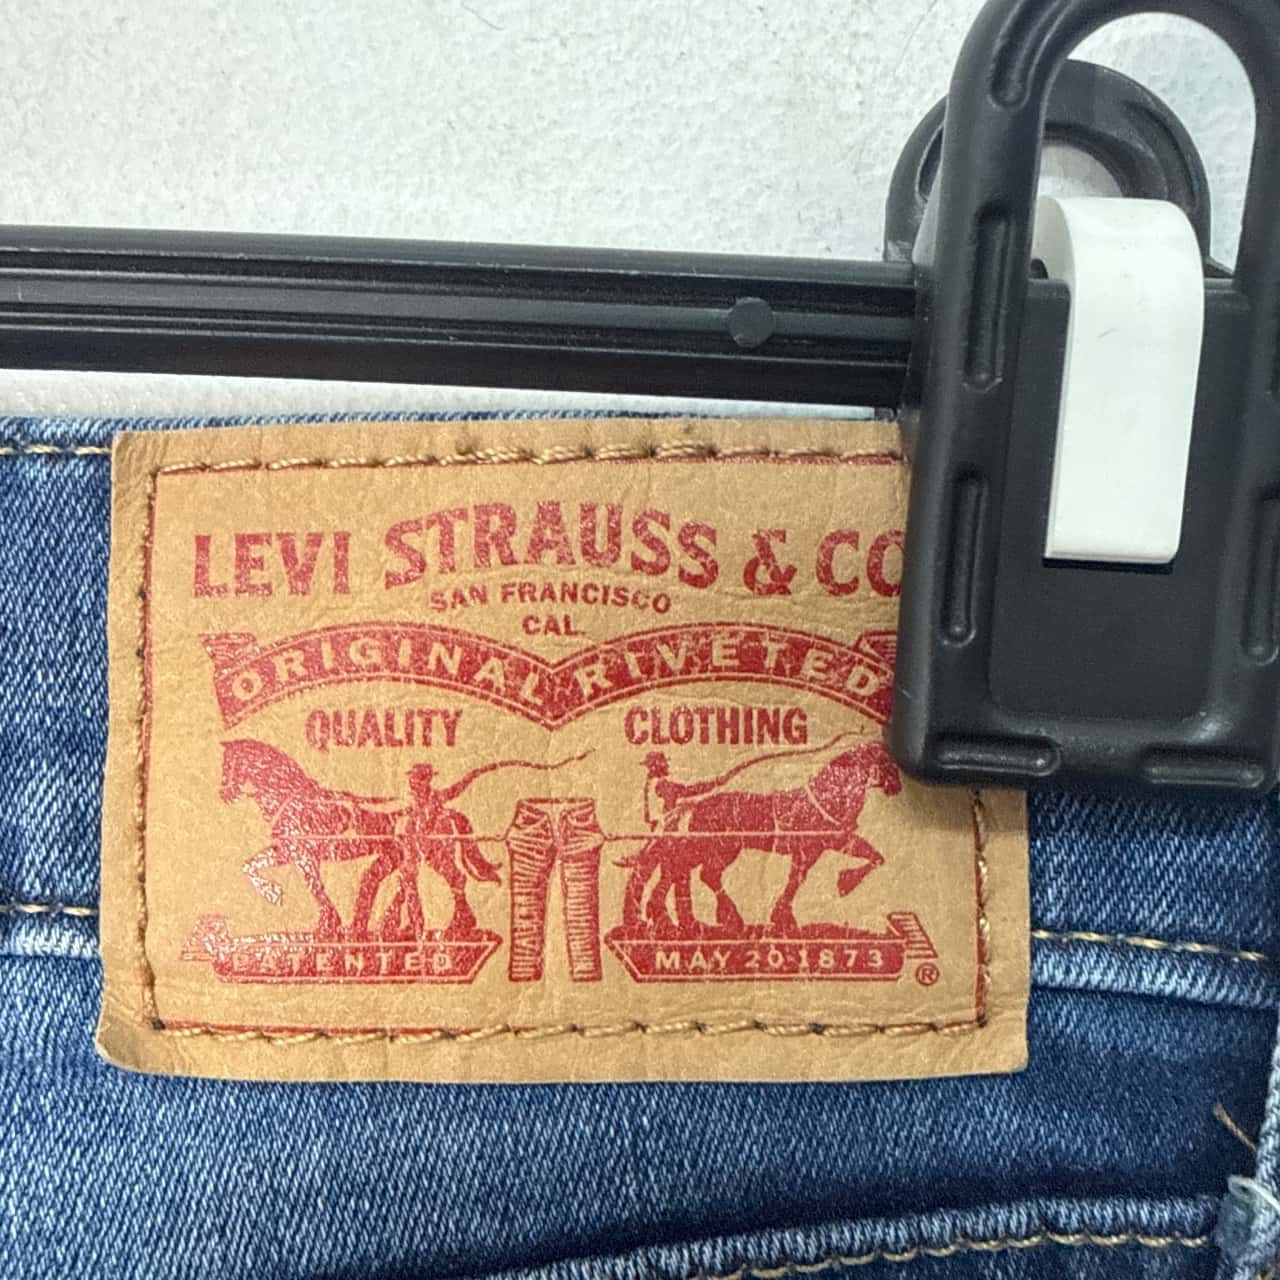 LEVI STRAUSS & CO
SAN FRANCISCO
CAL
ORIGINAL RIVETED
QUALITY CLOTHING
PATENTED MAY 20-1873 ®